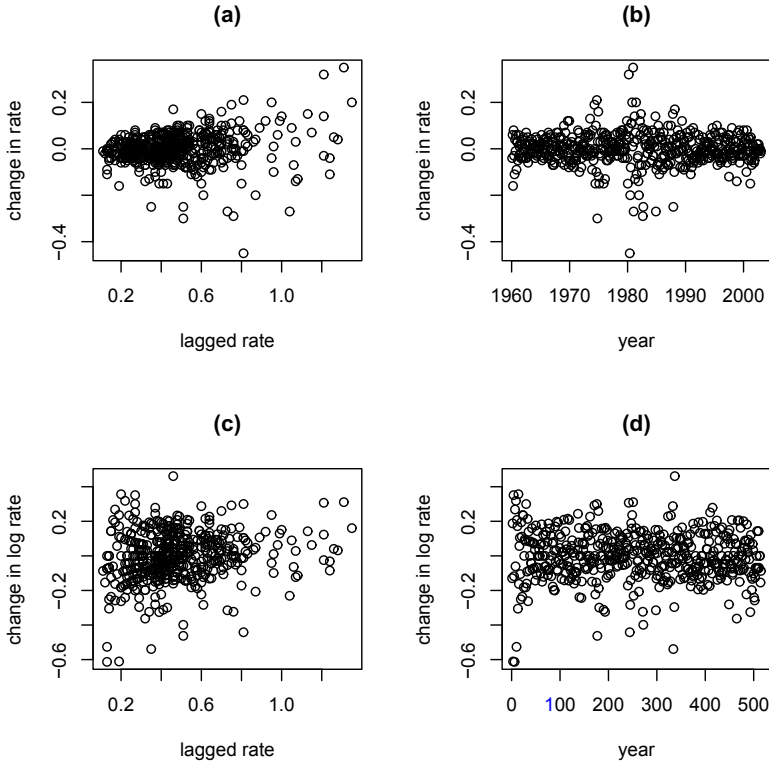 (a)
change in rate
−0.4 0.0 0.2
0.2 0.6 1.0
lagged rate
(b)
change in rate
−0.4 0.0 0.2
1960 1970 1980 1990 2000
year
(c)
change in log rate
−0.6 −0.2 0.2
0.2 0.6 1.0
lagged rate
(d)
change in log rate
−0.6 −0.2 0.2
0 100 200 300 400 500
year